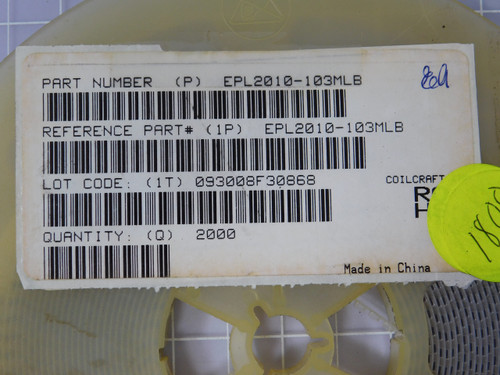 PART NUMBER (P) EPL2010-103MLB
REFERENCE PART# (1P) EPL2010-103MLB
LOT CODE: (1T) 093008F30868
COILCRAFT
QUANTITY: (Q) 2000
Made in China